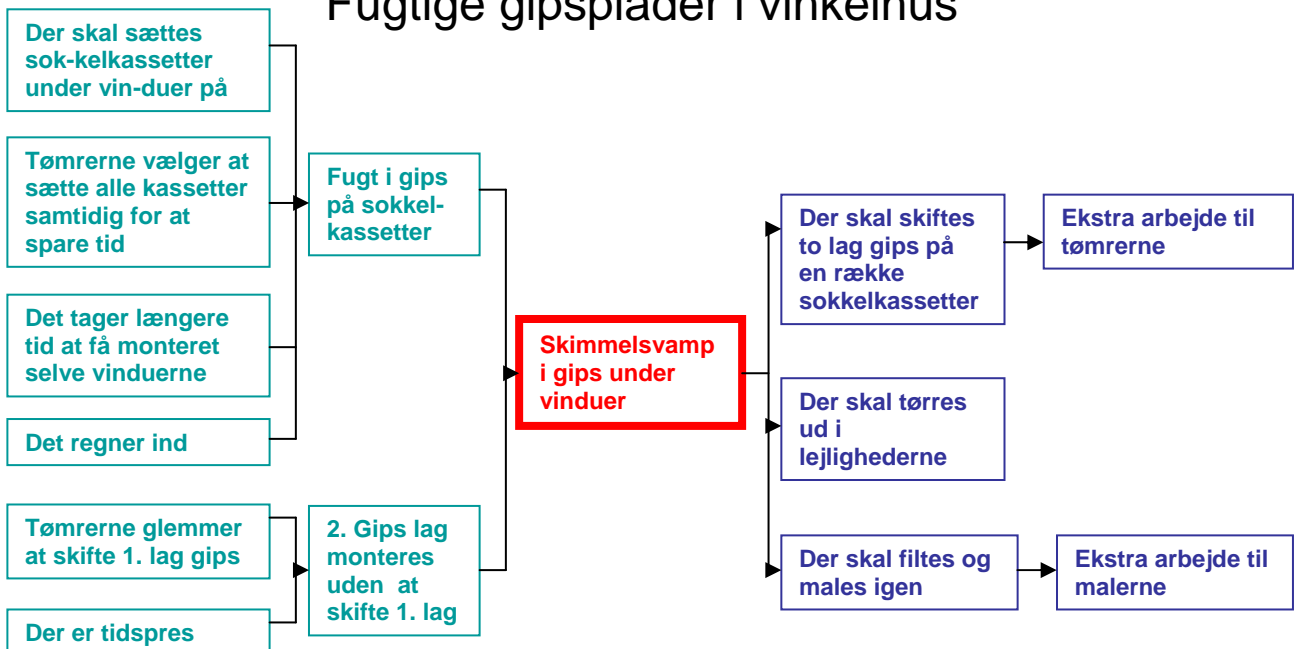 Fugtige gipsplader i vinkelhus
Der skal sættes
sok-kelkassetter
under vin-duer på
Tømrerne vælger at
sætte alle kassetter
samtidig for at
spare tid
Det tager længere
tid at få monteret
selve vinduerne
Det regner ind
Tømrerne glemmer
at skifte 1. lag gips
Der er tidspres
Fugt i gips
på sokkel-
kassetter
2. Gips lag
monteres
uden at
skifte 1. lag
Skimmelsvamp
i gips under
vinduer
Der skal skiftes
to lag gips på
en række
sokkelkassetter
Der skal tørres
ud i
lejlighederne
Der skal filtes og
males igen
Ekstra arbejde til
tømrerne
Ekstra arbejde til
malerne